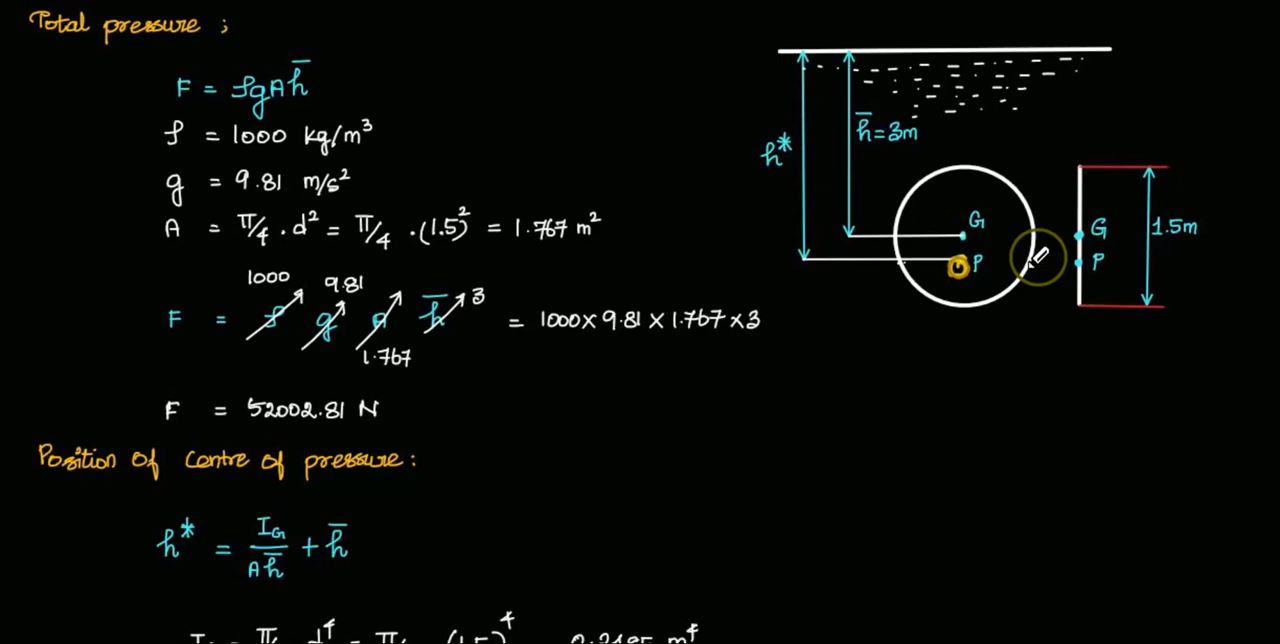 Total pressure ;
F = ρgAh̅
ρ = 1000 kg/m³
g = 9.81 m/s²
A = π/4 . d² = π/4 . (1.5)² = 1.767 m²
1000 9.81 3
F = ρ g A h̅ = 1000 × 9.81 × 1.767 × 3
1.767
F = 52002.81 N
Position of centre of pressure :
h* = I_G / Ah̅ + h̅
h*
h̅ = 3m
G
P
G
P
1.5m